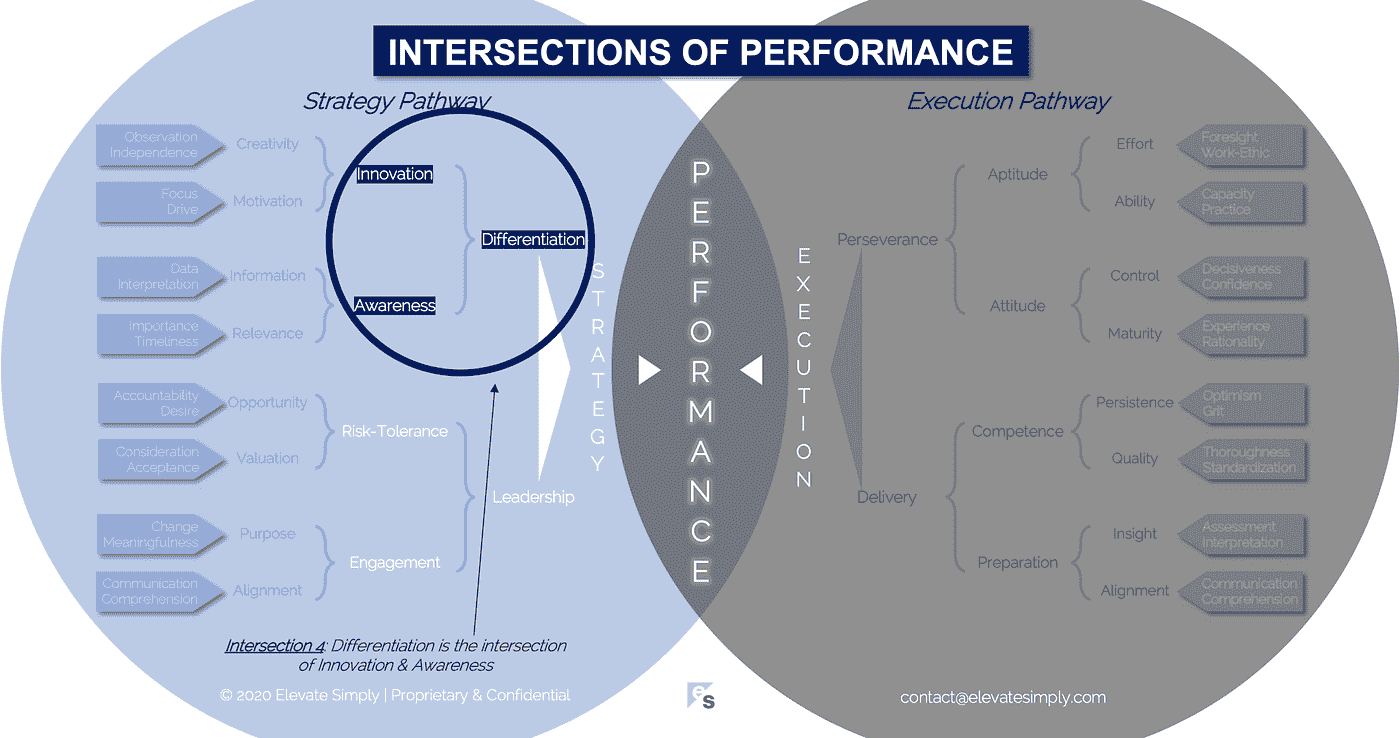 INTERSECTIONS OF PERFORMANCE
Strategy Pathway
Observation
Independence
Creativity
Focus
Drive
Motivation
Innovation
Data
Interpretation
Information
Importance
Timeliness
Relevance
Awareness
Differentiation
Accountability
Desire
Opportunity
Consideration
Acceptance
Valuation
Risk-Tolerance
Change
Meaningfulness
Purpose
Communication
Comprehension
Alignment
Engagement
Leadership
STRATEGY
PERFORMANCE
EXECUTION
Execution Pathway
Perseverance
Aptitude
Effort
Foresight
Work-Ethic
Ability
Capacity
Practice
Attitude
Control
Decisiveness
Confidence
Maturity
Experience
Rationality
Delivery
Competence
Persistence
Optimism
Grit
Quality
Thoroughness
Standardization
Preparation
Insight
Assessment
Interpretation
Alignment
Communication
Comprehension
Intersection 4: Differentiation is the intersection
of Innovation & Awareness
© 2020 Elevate Simply | Proprietary & Confidential
es
contact@elevatesimply.com